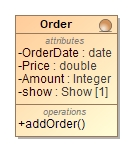 Order
attributes
-OrderDate : date
-Price : double
-Amount : Integer
-show : Show [1]
operations
+addOrder()